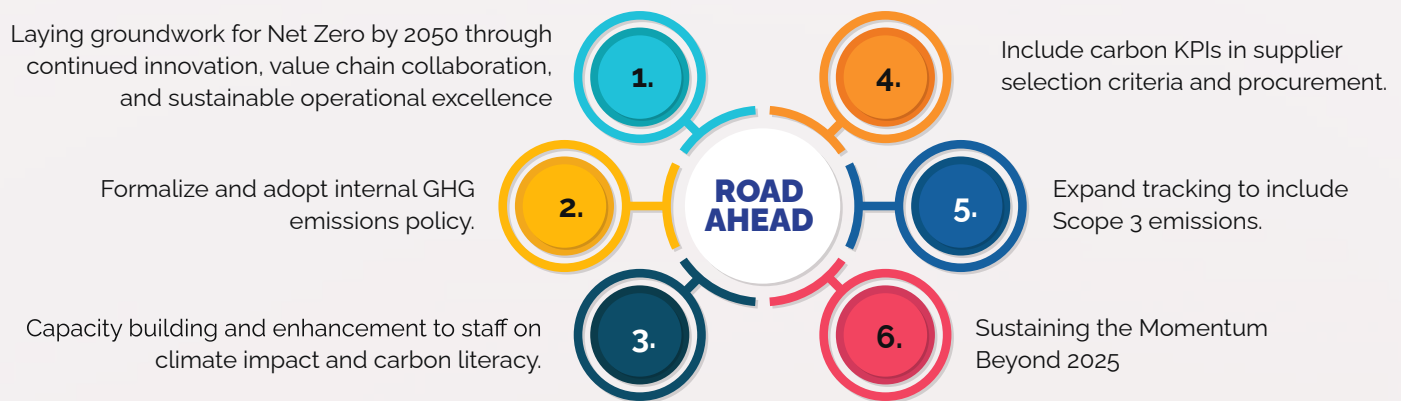 Laying groundwork for Net Zero by 2050 through
continued innovation, value chain collaboration,
and sustainable operational excellence
1.
Formalize and adopt internal GHG
emissions policy.
2.
Capacity building and enhancement to staff on
climate impact and carbon literacy.
3.
ROAD
AHEAD
4.
Include carbon KPIs in supplier
selection criteria and procurement.
5.
Expand tracking to include
Scope 3 emissions.
6.
Sustaining the Momentum
Beyond 2025